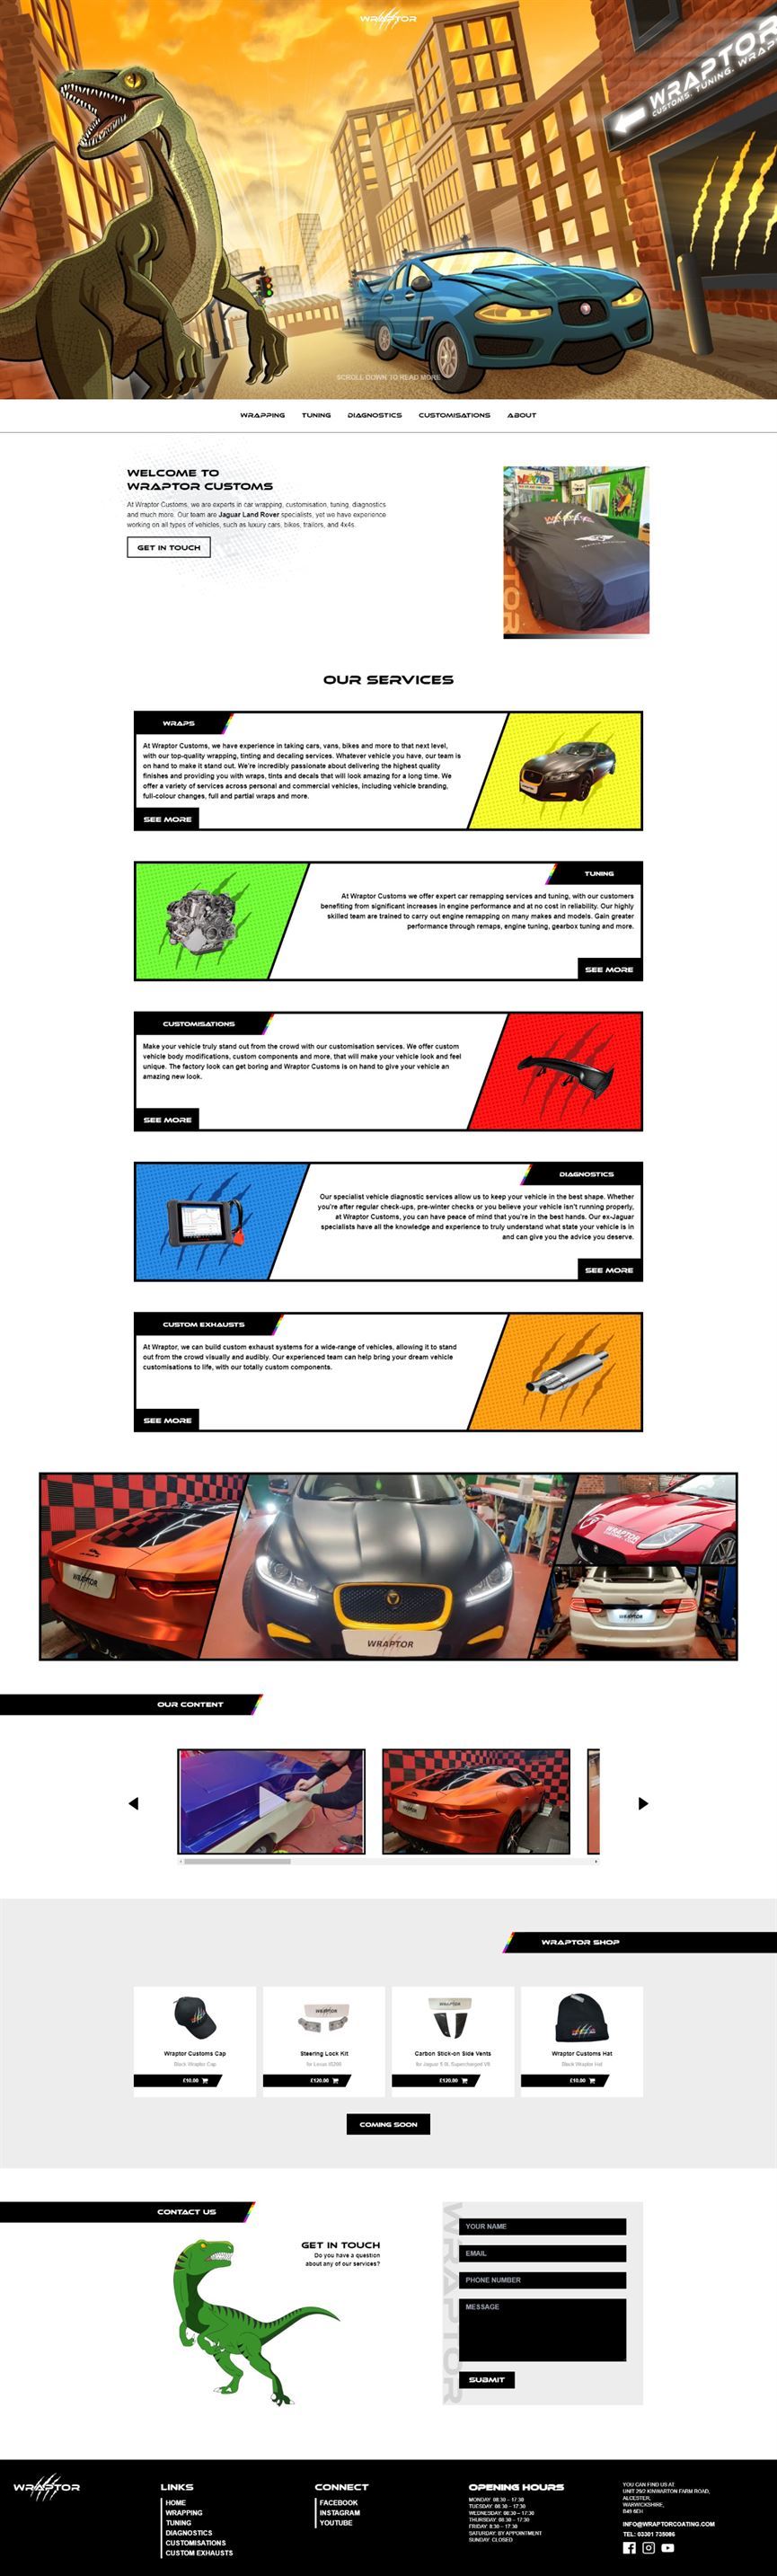 WRAPTOR
WRAPTOR
CUSTOMS. TUNING. WRAP
SCROLL DOWN TO READ MORE
WRAPPING TUNING DIAGNOSTICS CUSTOMISATIONS ABOUT
WELCOME TO
WRAPTOR CUSTOMS
At Wraptor Customs, we are experts in car wrapping, customisation, tuning, diagnostics
and much more. Our team are Jaguar Land Rover specialists, yet we have experience
working on all types of vehicles, such as luxury cars, bikes, trailors, and 4x4s.
GET IN TOUCH
OUR SERVICES
WRAPS
At Wraptor Customs, we have experience in taking cars, vans, bikes and more to that next level,
with our top-quality wrapping, tinting and decaling services. Whatever vehicle you have, our team is
on hand to make it stand out. We're incredibly passionate about delivering the highest quality
finishes and providing you with wraps, tints and decals that will look amazing for a long time. We
offer a variety of services across personal and commercial vehicles, including vehicle branding,
full-colour changes, full and partial wraps and more.
SEE MORE
TUNING
At Wraptor Customs we offer expert car remapping services and tuning, with our customers
benefiting from significant increases in engine performance and at no cost in reliability. Our highly
skilled team are trained to carry out engine remapping on many makes and models. Gain greater
performance through remaps, engine tuning, gearbox tuning and more.
SEE MORE
CUSTOMISATIONS
Make your vehicle truly stand out from the crowd with our customisation services. We offer custom
vehicle body modifications, custom components and more, that will make your vehicle look and feel
unique. The factory look can get boring and Wraptor Customs is on hand to give your vehicle an
amazing new look.
SEE MORE
DIAGNOSTICS
Our specialist vehicle diagnostic services allow us to keep your vehicle in the best shape. Whether
you're after regular check-ups, pre-winter checks or you believe your vehicle isn't running properly,
at Wraptor Customs, you can have peace of mind that you're in the best hands. Our ex-Jaguar
specialists have all the knowledge and experience to truly understand what state your vehicle is in
and can give you the advice you deserve.
SEE MORE
CUSTOM EXHAUSTS
At Wraptor, we can build custom exhaust systems for a wide-range of vehicles, allowing it to stand
out from the crowd visually and audibly. Our experienced team can help bring your dream vehicle
customisations to life, with our totally custom components.
SEE MORE
WRAPTOR
WRAPTOR
WRAPTOR
WRAPTOR
OUR CONTENT
WRAPTOR SHOP
Wraptor Customs Cap
Black Wraptor Cap
£10.00
Steering Lock Kit
for Lexus IS200
£120.00
Carbon Stick-on Side Vents
for Jaguar 5.0L Supercharged V8
£120.00
Wraptor Customs Hat
Black Wraptor Hat
£10.00
COMING SOON
CONTACT US
GET IN TOUCH
Do you have a question
about any of our services?
WRAPTOR
YOUR NAME
EMAIL
PHONE NUMBER
MESSAGE
SUBMIT
WRAPTOR
LINKS
HOME
WRAPPING
TUNING
DIAGNOSTICS
CUSTOMISATIONS
CUSTOM EXHAUSTS
CONNECT
FACEBOOK
INSTAGRAM
YOUTUBE
OPENING HOURS
MONDAY: 08:30 – 17:30
TUESDAY: 08:30 – 17:30
WEDNESDAY: 08:30 – 17:30
THURSDAY: 08:30 – 17:30
FRIDAY: 8:30 – 17:30
SATURDAY: BY APPOINTMENT
SUNDAY: CLOSED
YOU CAN FIND US AT
UNIT 29/2 KINWARTON FARM ROAD,
ALCESTER,
WARWICKSHIRE,
B49 6EH
INFO@WRAPTORCOATING.COM
TEL: 03301 735086